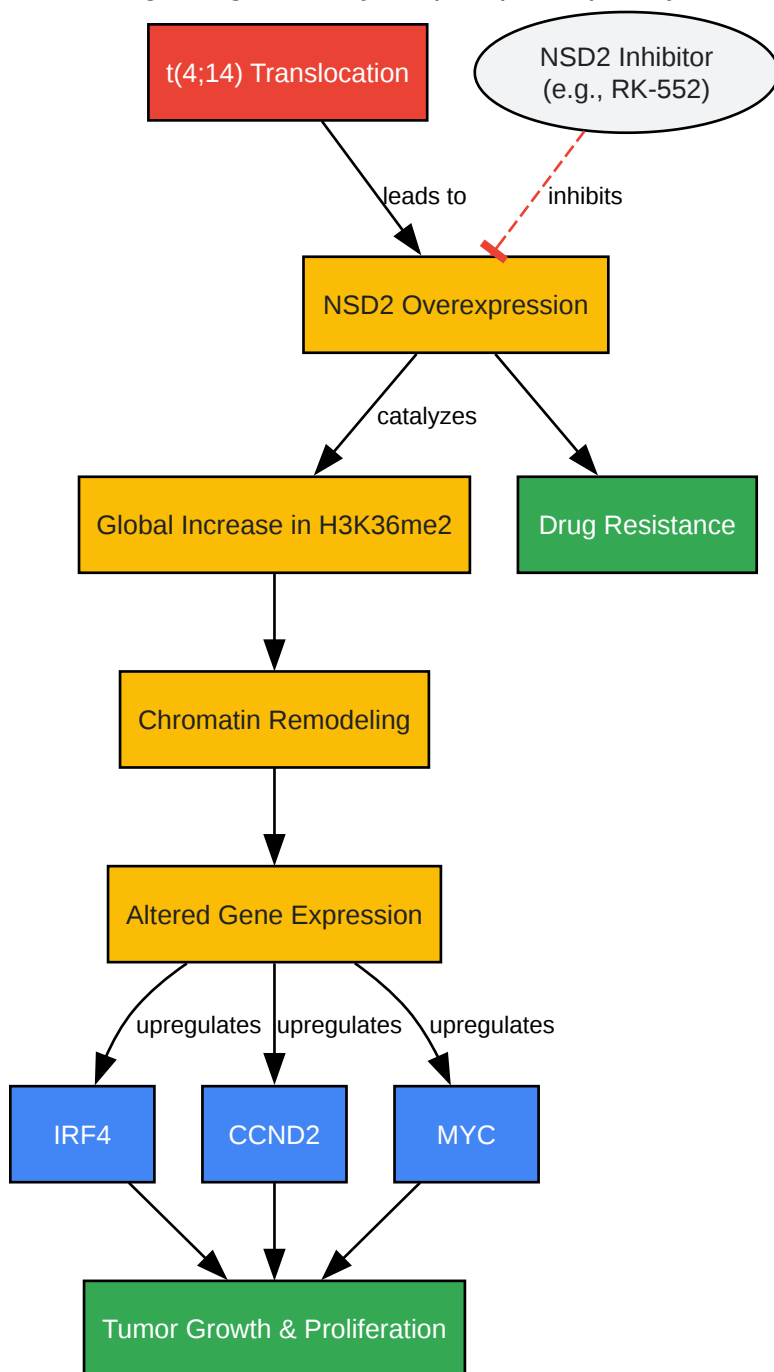 t(4;14) Translocation
NSD2 Inhibitor
(e.g., RK-552)
leads to
inhibits
NSD2 Overexpression
catalyzes
Global Increase in H3K36me2
Drug Resistance
Chromatin Remodeling
Altered Gene Expression
upregulates
upregulates
upregulates
IRF4
CCND2
MYC
Tumor Growth & Proliferation